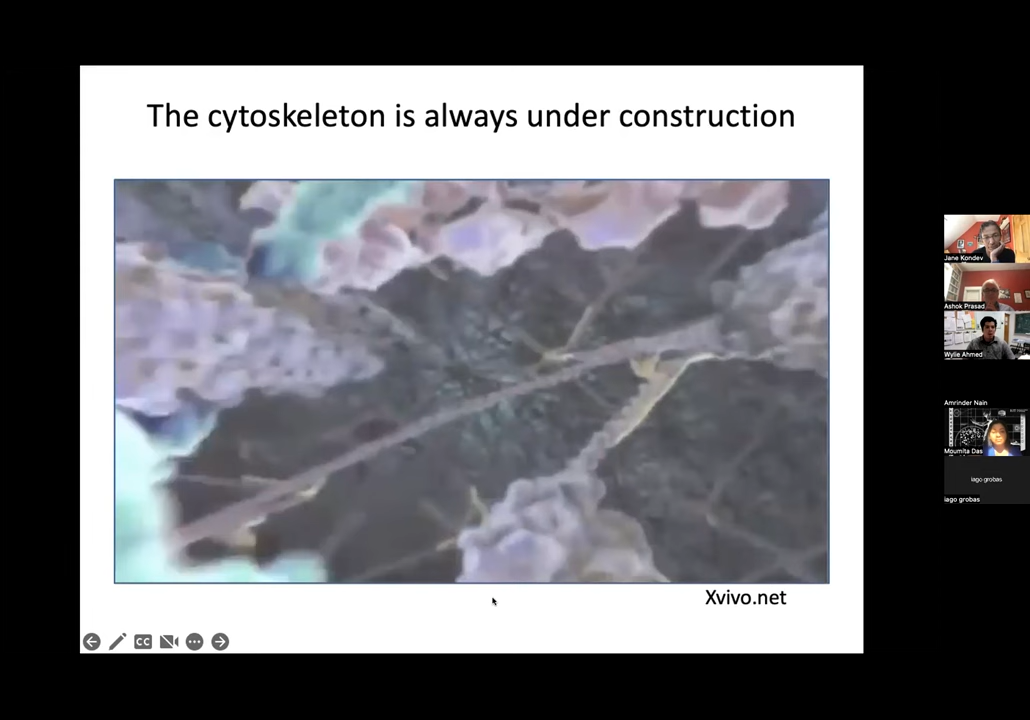 The cytoskeleton is always under construction
Xvivo.net
CC
Jane Kondev
Ashok Prasad
Wylie Ahmed
Amrinder Nain
Moumita Das
iago grobas
iago grobas